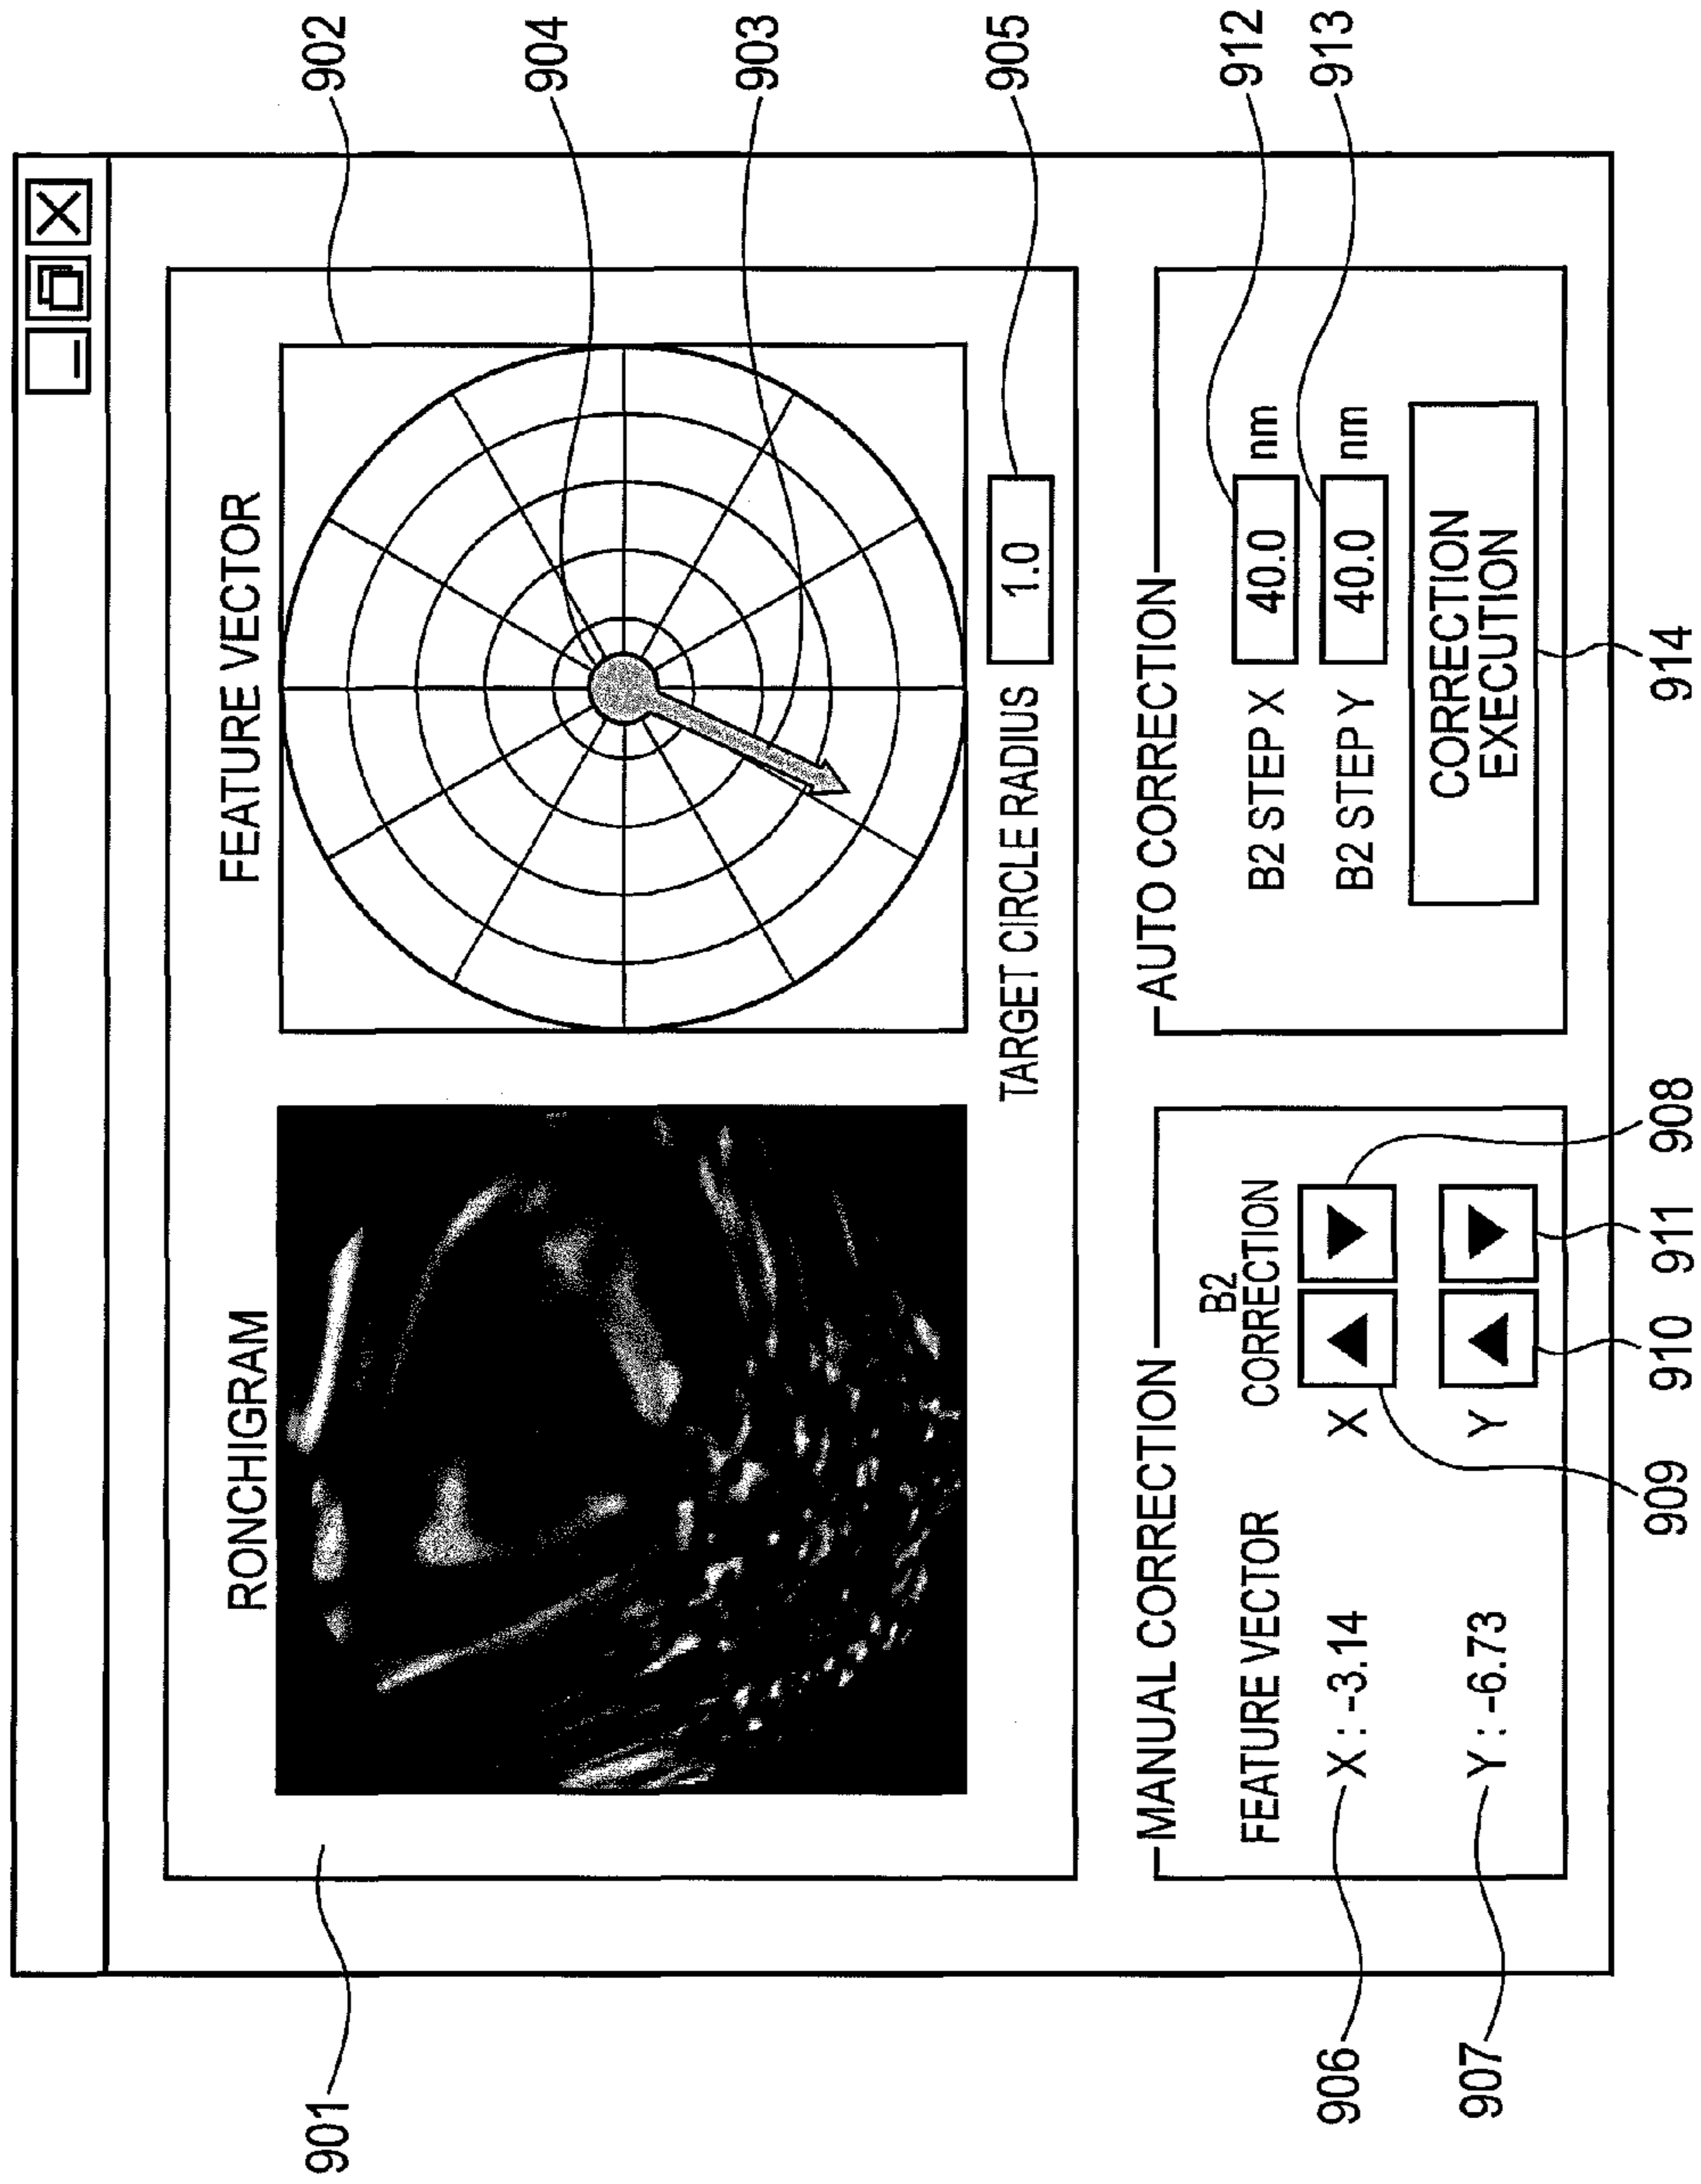 901
902
904
903
905
RONCHIGRAM
FEATURE VECTOR
TARGET CIRCLE RADIUS 1.0
MANUAL CORRECTION
FEATURE VECTOR
B2
CORRECTION
906
X : -3.14
X
907
Y : -6.73
Y
909
910
911
908
AUTO CORRECTION
B2 STEP X 40.0 nm
912
B2 STEP Y 40.0 nm
913
CORRECTION
EXECUTION
914